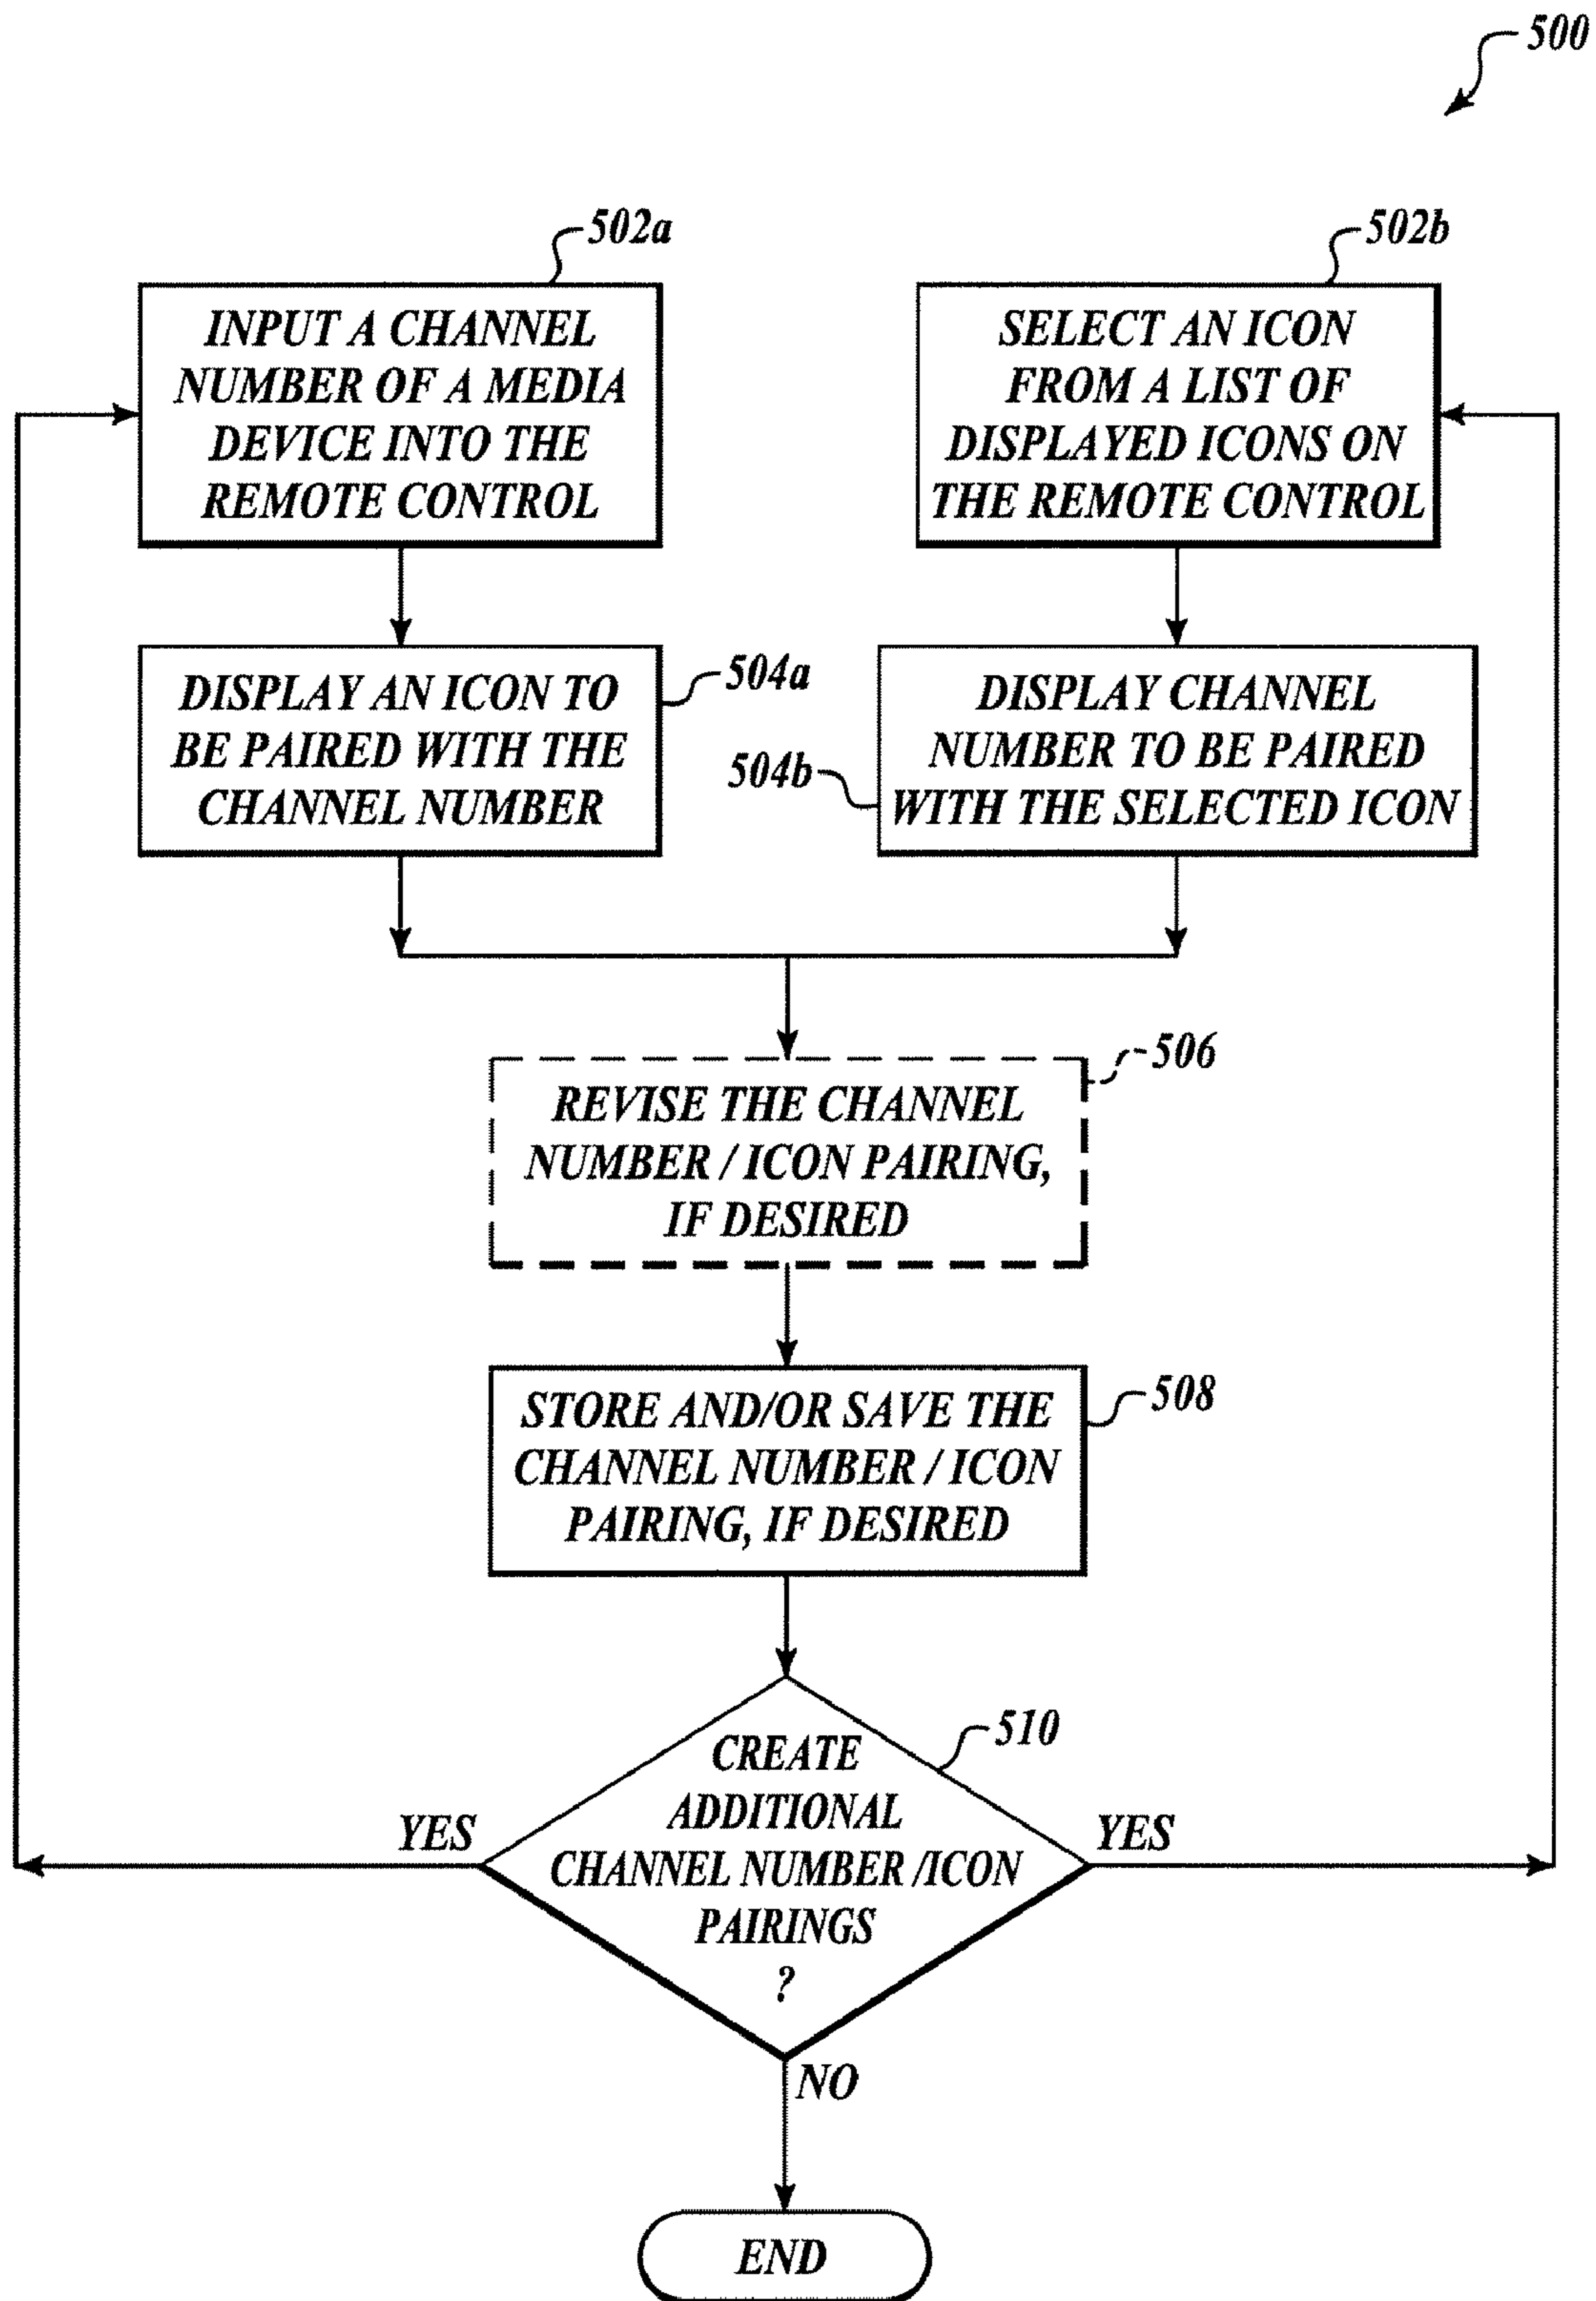 500
502a
INPUT A CHANNEL
NUMBER OF A MEDIA
DEVICE INTO THE
REMOTE CONTROL
502b
SELECT AN ICON
FROM A LIST OF
DISPLAYED ICONS ON
THE REMOTE CONTROL
504a
DISPLAY AN ICON TO
BE PAIRED WITH THE
CHANNEL NUMBER
504b
DISPLAY CHANNEL
NUMBER TO BE PAIRED
WITH THE SELECTED ICON
506
REVISE THE CHANNEL
NUMBER / ICON PAIRING,
IF DESIRED
508
STORE AND/OR SAVE THE
CHANNEL NUMBER / ICON
PAIRING, IF DESIRED
510
CREATE
ADDITIONAL
CHANNEL NUMBER /ICON
PAIRINGS
?
YES
YES
NO
END